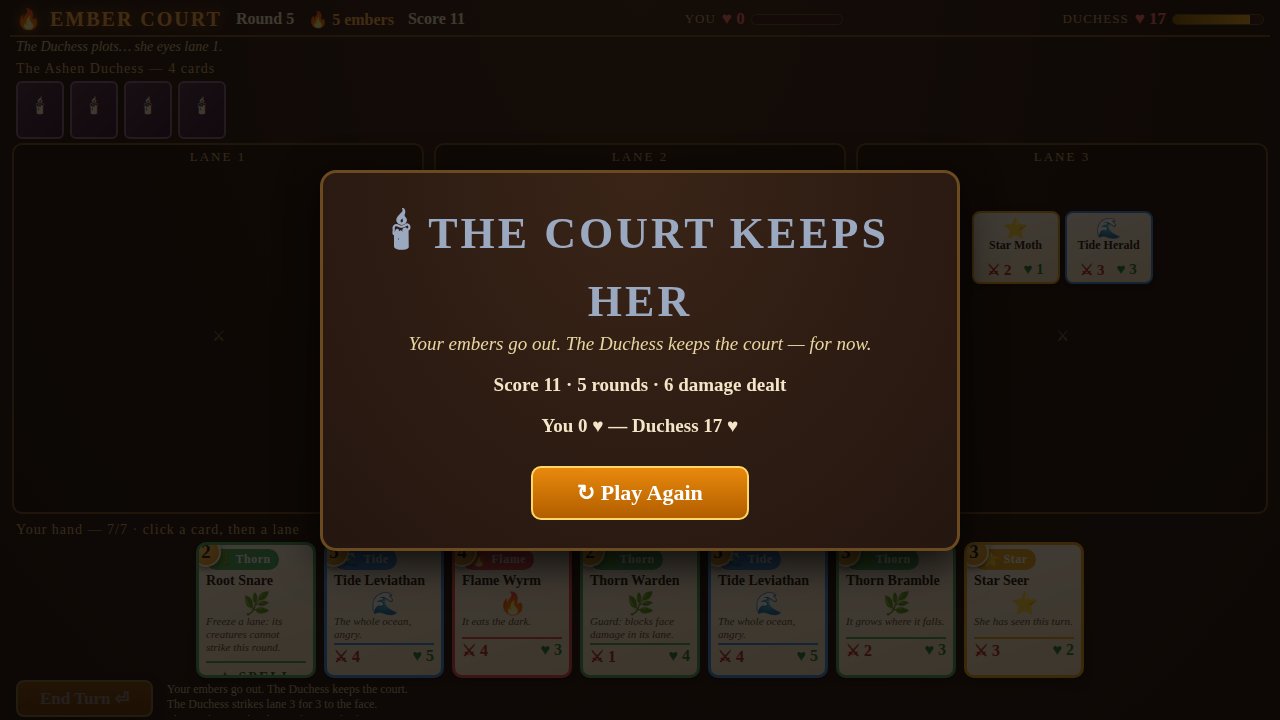 🔥 EMBER COURT Round 5 🔥 5 embers Score 11 YOU ♥ 0 DUCHESS ♥ 17
The Duchess plots… she eyes lane 1.
The Ashen Duchess — 4 cards
LANE 1 LANE 2 LANE 3
Star Moth Tide Herald
⚔ 2 ♥ 1 ⚔ 3 ♥ 3
🕯 THE COURT KEEPS
HER
Your embers go out. The Duchess keeps the court — for now.
Score 11 · 5 rounds · 6 damage dealt
You 0 ♥ — Duchess 17 ♥
↻ Play Again
Your hand — 7/7 · click a card, then a lane
2 Thorn
Root Snare
Freeze a lane: its
creatures cannot
strike this round.
Tide
Tide Leviathan
The whole ocean,
angry.
⚔ 4 ♥ 5
Flame
Flame Wyrm
It eats the dark.
⚔ 4 ♥ 3
Thorn
Thorn Warden
Guard: blocks face
damage in its lane.
⚔ 1 ♥ 4
Tide
Tide Leviathan
The whole ocean,
angry.
⚔ 4 ♥ 5
Thorn
Thorn Bramble
It grows where it falls.
⚔ 2 ♥ 3
3 Star
Star Seer
She has seen this turn.
⚔ 3 ♥ 2
End Turn ⏎
Your embers go out. The Duchess keeps the court.
The Duchess strikes lane 3 for 3 to the face.